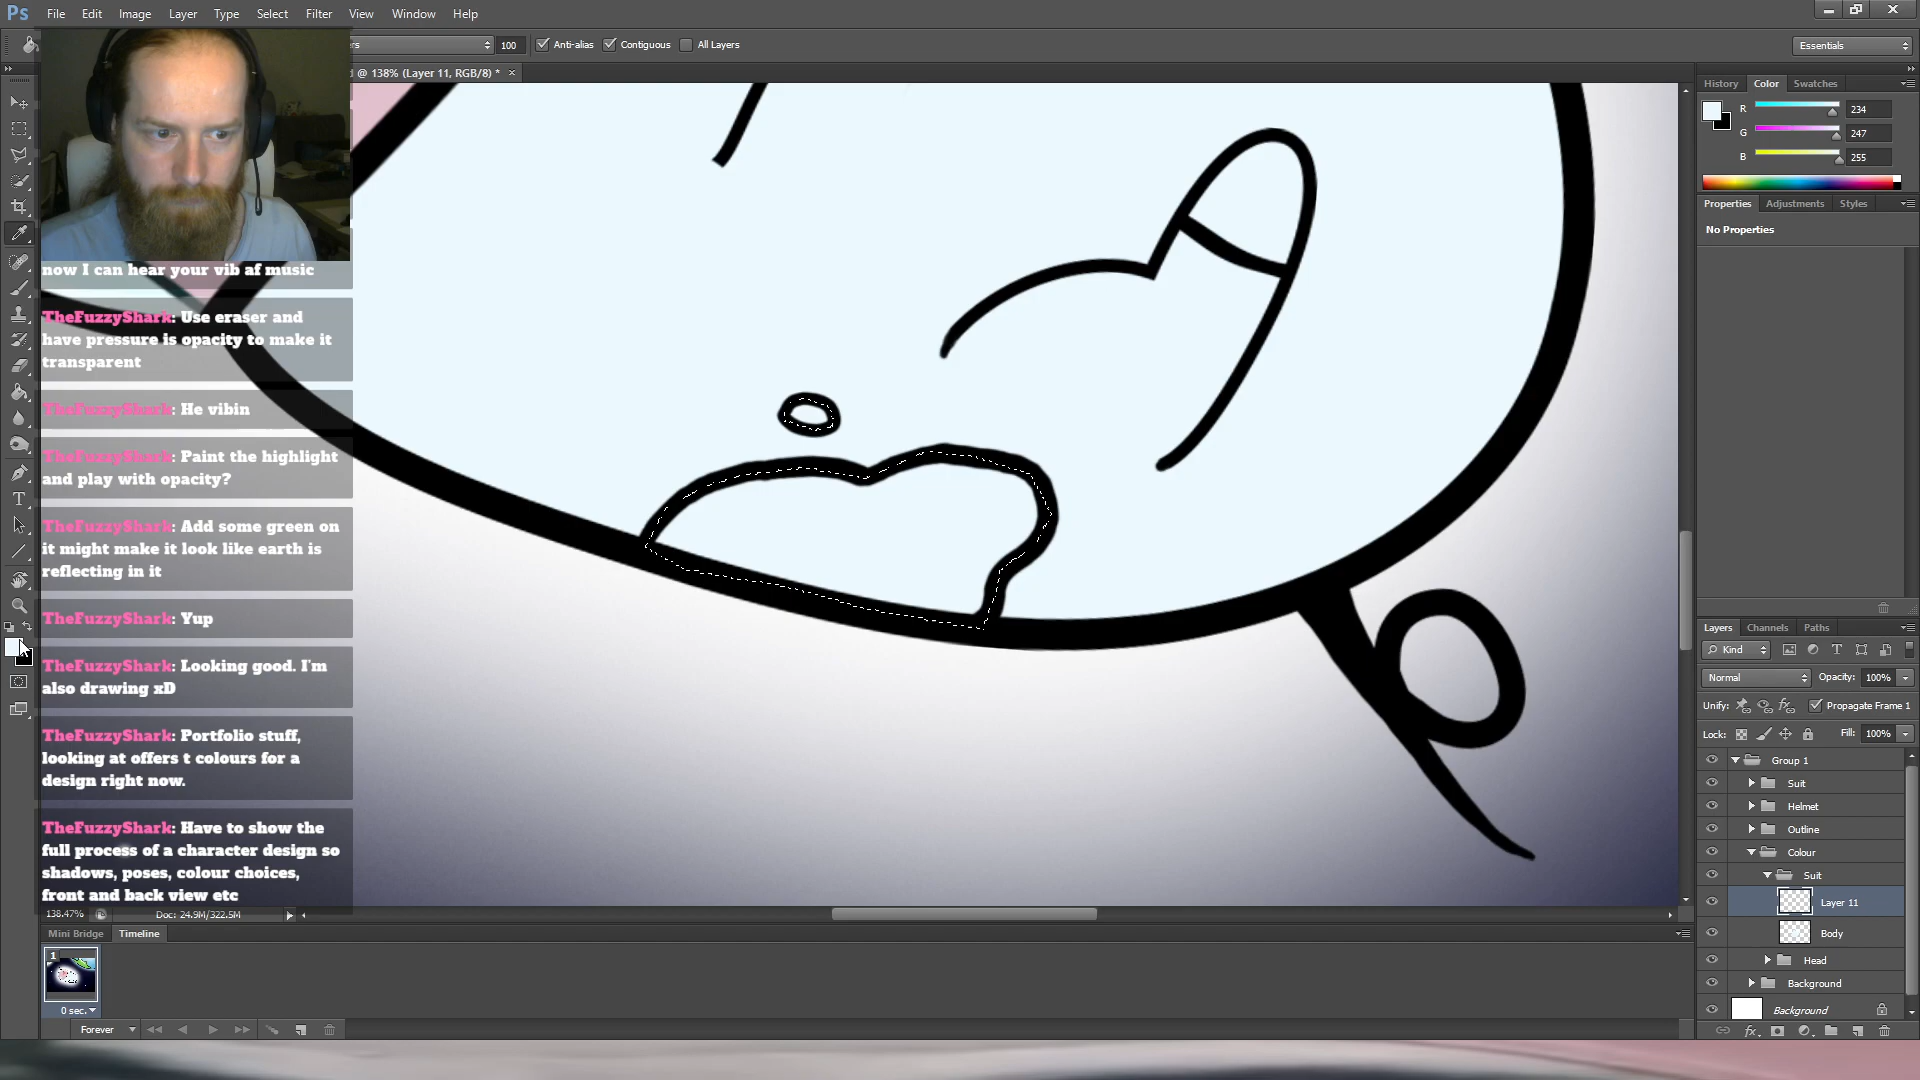 Ps File Edit Image Layer Type Select Filter View Window Help
100 Anti-alias Contiguous All Layers Essentials
@ 138% (Layer 11, RGB/8) * ×
History Color Swatches
R 234
G 247
B 255
Properties Adjustments Styles
No Properties
now I can hear your vib af music
TheFuzzyShark: Use eraser and
have pressure is opacity to make it
transparent
TheFuzzyShark: He vibin
TheFuzzyShark: Paint the highlight
and play with opacity?
TheFuzzyShark: Add some green on
it might make it look like earth is
reflecting in it
TheFuzzyShark: Yup
TheFuzzyShark: Looking good. I'm
also drawing xD
TheFuzzyShark: Portfolio stuff,
looking at offers t colours for a
design right now.
TheFuzzyShark: Have to show the
full process of a character design so
shadows, poses, colour choices,
front and back view etc
138.47% Doc: 24.9M/322.5M
Mini Bridge Timeline
1
0 sec.
Forever
Layers Channels Paths
Kind
Normal Opacity: 100%
Unify: Propagate Frame 1
Lock: Fill: 100%
Group 1
Suit
Helmet
Outline
Colour
Suit
Layer 11
Body
Head
Background
Background